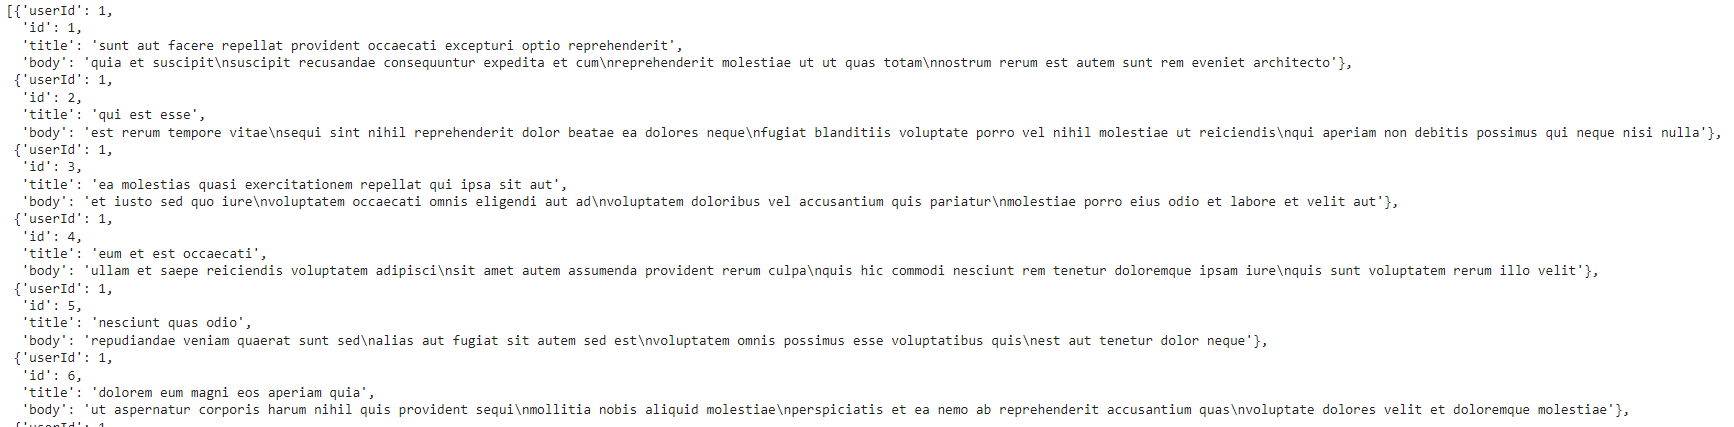 [{'userId': 1,
'id': 1,
'title': 'sunt aut facere repellat provident occaecati excepturi optio reprehenderit',
'body': 'quia et suscipit\nsuscipit recusandae consequuntur expedita et cum\nreprehenderit molestiae ut ut quas totam\nnostrum rerum est autem sunt rem eveniet architecto'},
{'userId': 1,
'id': 2,
'title': 'qui est esse',
'body': 'est rerum tempore vitae\nsequi sint nihil reprehenderit dolor beatae ea dolores neque\nfugiat blanditiis voluptate porro vel nihil molestiae ut reiciendis\nqui aperiam non debitis possimus qui neque nisi nulla'},
{'userId': 1,
'id': 3,
'title': 'ea molestias quasi exercitationem repellat qui ipsa sit aut',
'body': 'et iusto sed quo iure\nvoluptatem occaecati omnis eligendi aut ad\nvoluptatem doloribus vel accusantium quis pariatur\nmolestiae porro eius odio et labore et velit aut'},
{'userId': 1,
'id': 4,
'title': 'eum et est occaecati',
'body': 'ullam et saepe reiciendis voluptatem adipisci\nsit amet autem assumenda provident rerum culpa\nquis hic commodi nesciunt rem tenetur doloremque ipsam iure\nquis sunt voluptatem rerum illo velit'},
{'userId': 1,
'id': 5,
'title': 'nesciunt quas odio',
'body': 'repudiandae veniam quaerat sunt sed\nalias aut fugiat sit autem sed est\nvoluptatem omnis possimus esse voluptatibus quis\nest aut tenetur dolor neque'},
{'userId': 1,
'id': 6,
'title': 'dolorem eum magni eos aperiam quia',
'body': 'ut aspernatur corporis harum nihil quis provident sequi\nmollitia nobis aliquid molestiae\nperspiciatis et ea nemo ab reprehenderit accusantium quas\nvoluptate dolores velit et doloremque molestiae'},
{'userId': 1